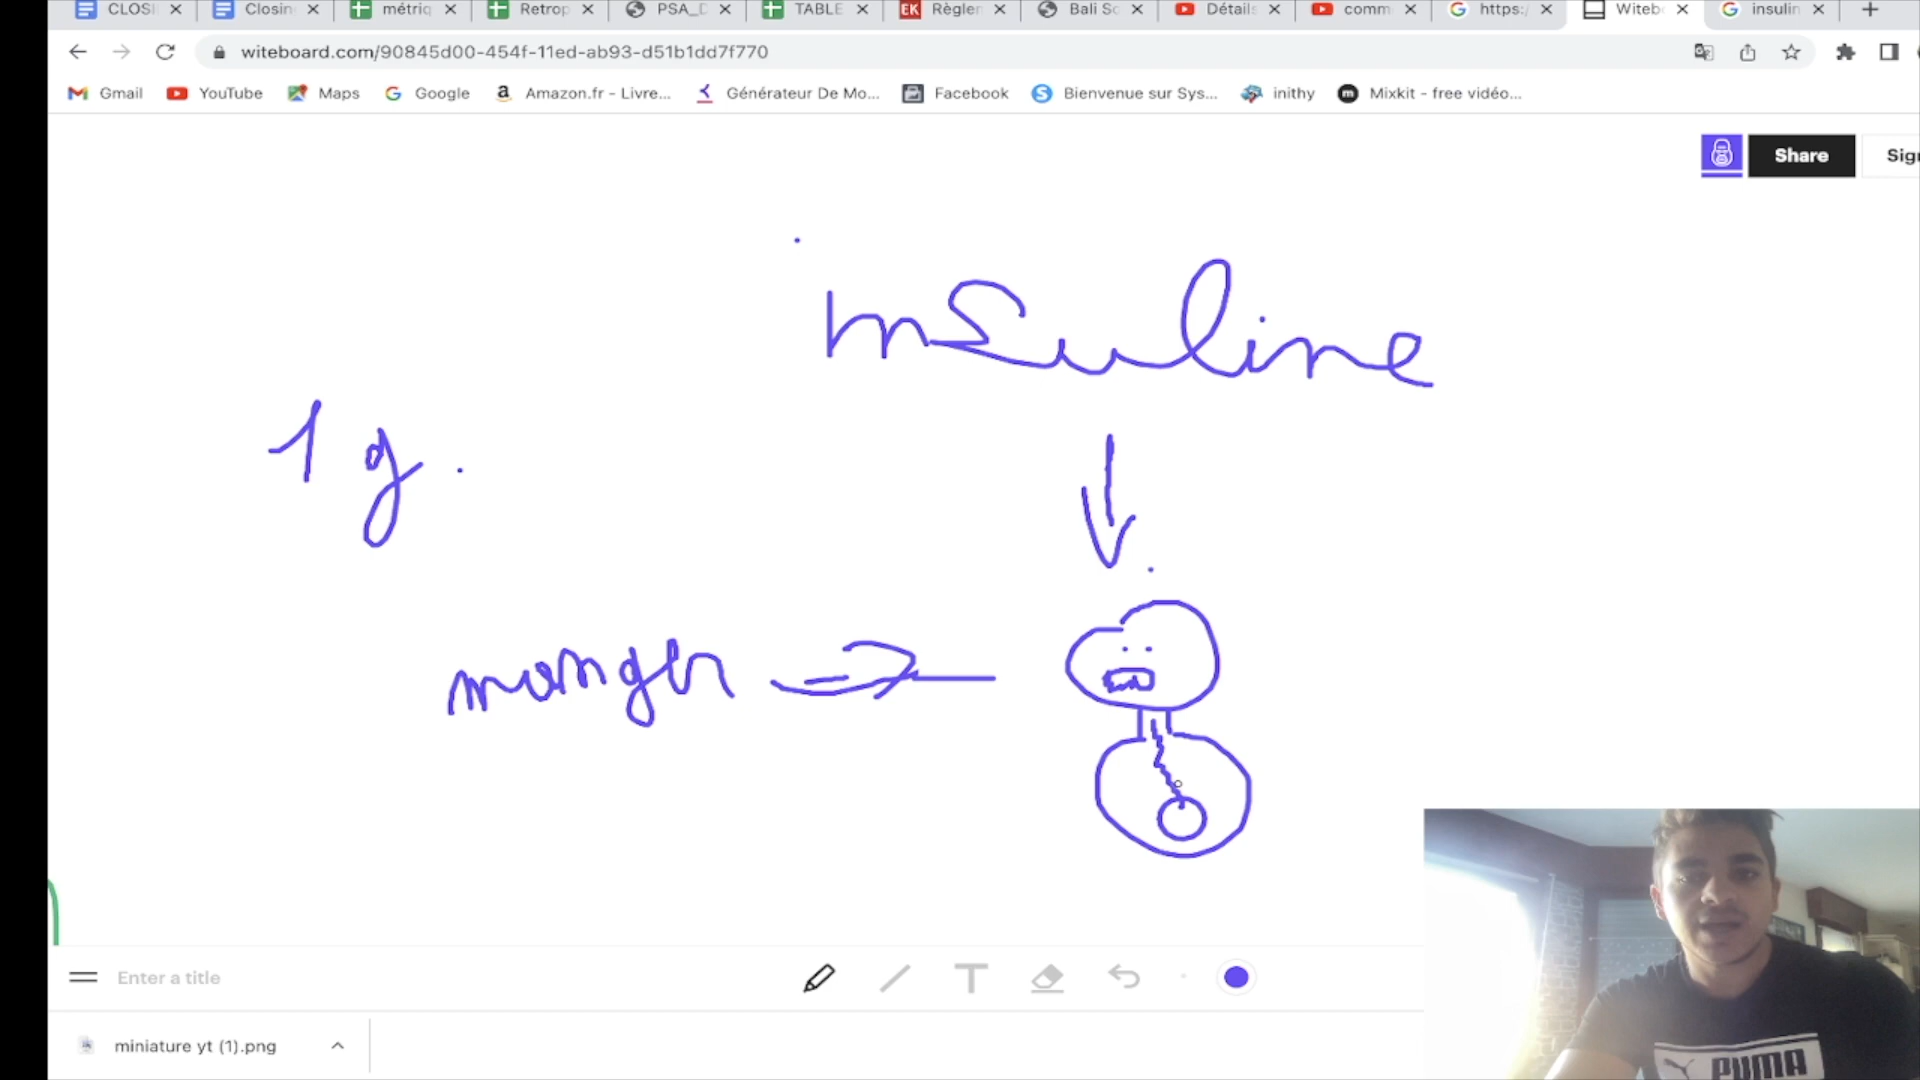 CLOSI
Closin
métriq
Retrop
PSA_D
TABLE
EK Règler
Bali Sc
Détails
comm
https:/
Witeb
insulin
witeboard.com/90845d00-454f-11ed-ab93-d51b1dd7f770
Gmail
YouTube
Maps
Google
Amazon.fr - Livre...
Générateur De Mo...
Facebook
Bienvenue sur Sys...
inithy
Mixkit - free vidéo...
Share
Sig
insuline
1 g.
manger
Enter a title
T
miniature yt (1).png
PUMA